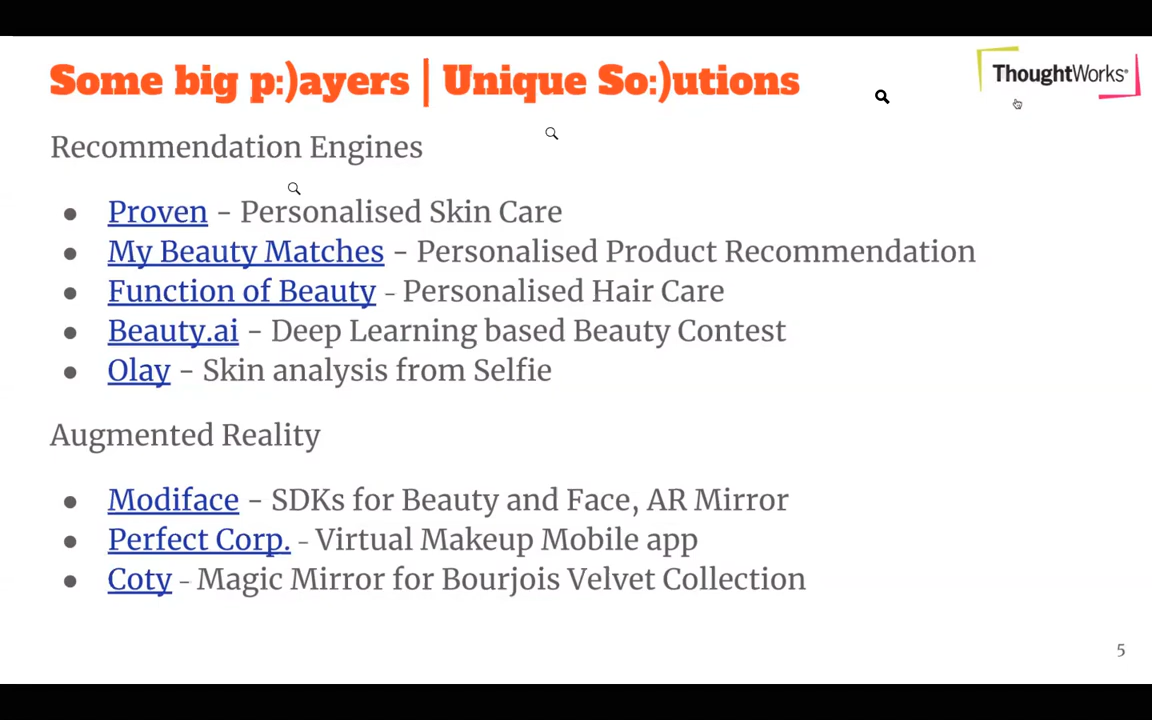 Some big p:)ayers | Unique So:)utions
ThoughtWorks®
Recommendation Engines
● Proven - Personalised Skin Care
● My Beauty Matches - Personalised Product Recommendation
● Function of Beauty - Personalised Hair Care
● Beauty.ai - Deep Learning based Beauty Contest
● Olay - Skin analysis from Selfie
Augmented Reality
● Modiface - SDKs for Beauty and Face, AR Mirror
● Perfect Corp. - Virtual Makeup Mobile app
● Coty - Magic Mirror for Bourjois Velvet Collection
5